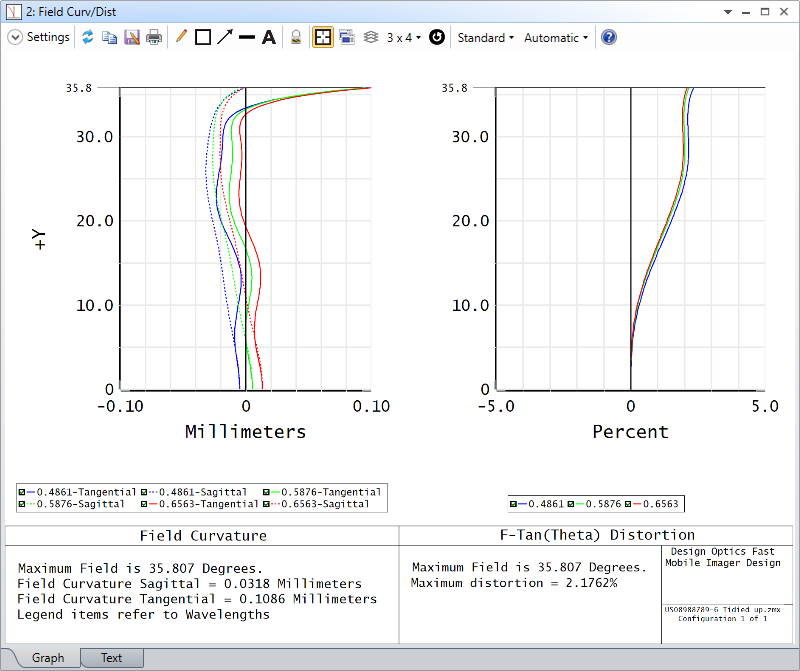 2: Field Curv/Dist
Settings
3 x 4
Standard
Automatic
35.8
30.0
20.0
10.0
0
+Y
-0.10
0
0.10
Millimeters
35.8
30.0
20.0
10.0
0
-5.0
0
5.0
Percent
0.4861-Tangential 0.4861-Sagittal 0.5876-Tangential
0.5876-Sagittal 0.6563-Tangential 0.6563-Sagittal
0.4861 0.5876 0.6563
Field Curvature
Maximum Field is 35.807 Degrees.
Field Curvature Sagittal = 0.0318 Millimeters
Field Curvature Tangential = 0.1086 Millimeters
Legend items refer to Wavelengths
F-Tan(Theta) Distortion
Maximum Field is 35.807 Degrees.
Maximum distortion = 2.1762%
Design Optics Fast
Mobile Imager Design
US08988789-6 Tidied up.zmx
Configuration 1 of 1
Graph
Text